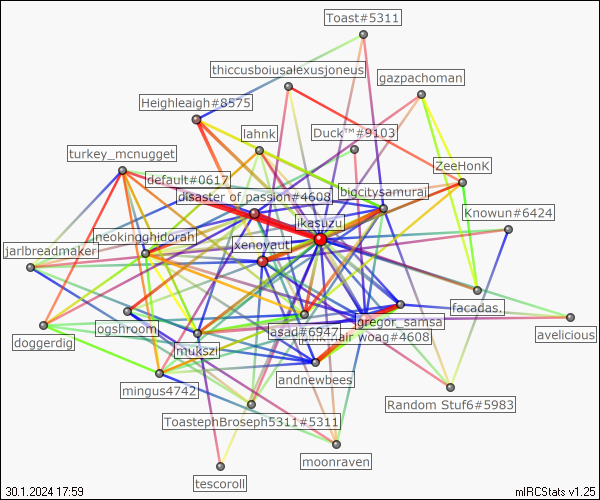 Toast#5311
thiccusboiusalexusjoneus
gazpachoman
Heighleaigh#8575
lahnk
Duck™#9103
turkey_mcnugget
ZeeHonK
default#0617
disaster of passion#4608
bigcitysamurai
Knowun#6424
ikasuzu
neokingghidorah
jarlbreadmaker
xenoyaut
facadas.
ogshroom
asad#6947
gregor_samsa
hair woag#4608
avelicious
doggerdig
mukszi
andnewbees
mingus4742
Random Stuf6#5983
ToastephBroseph5311#5311
moonraven
tescoroll
30.1.2024 17:59
mIRCStats v1.25